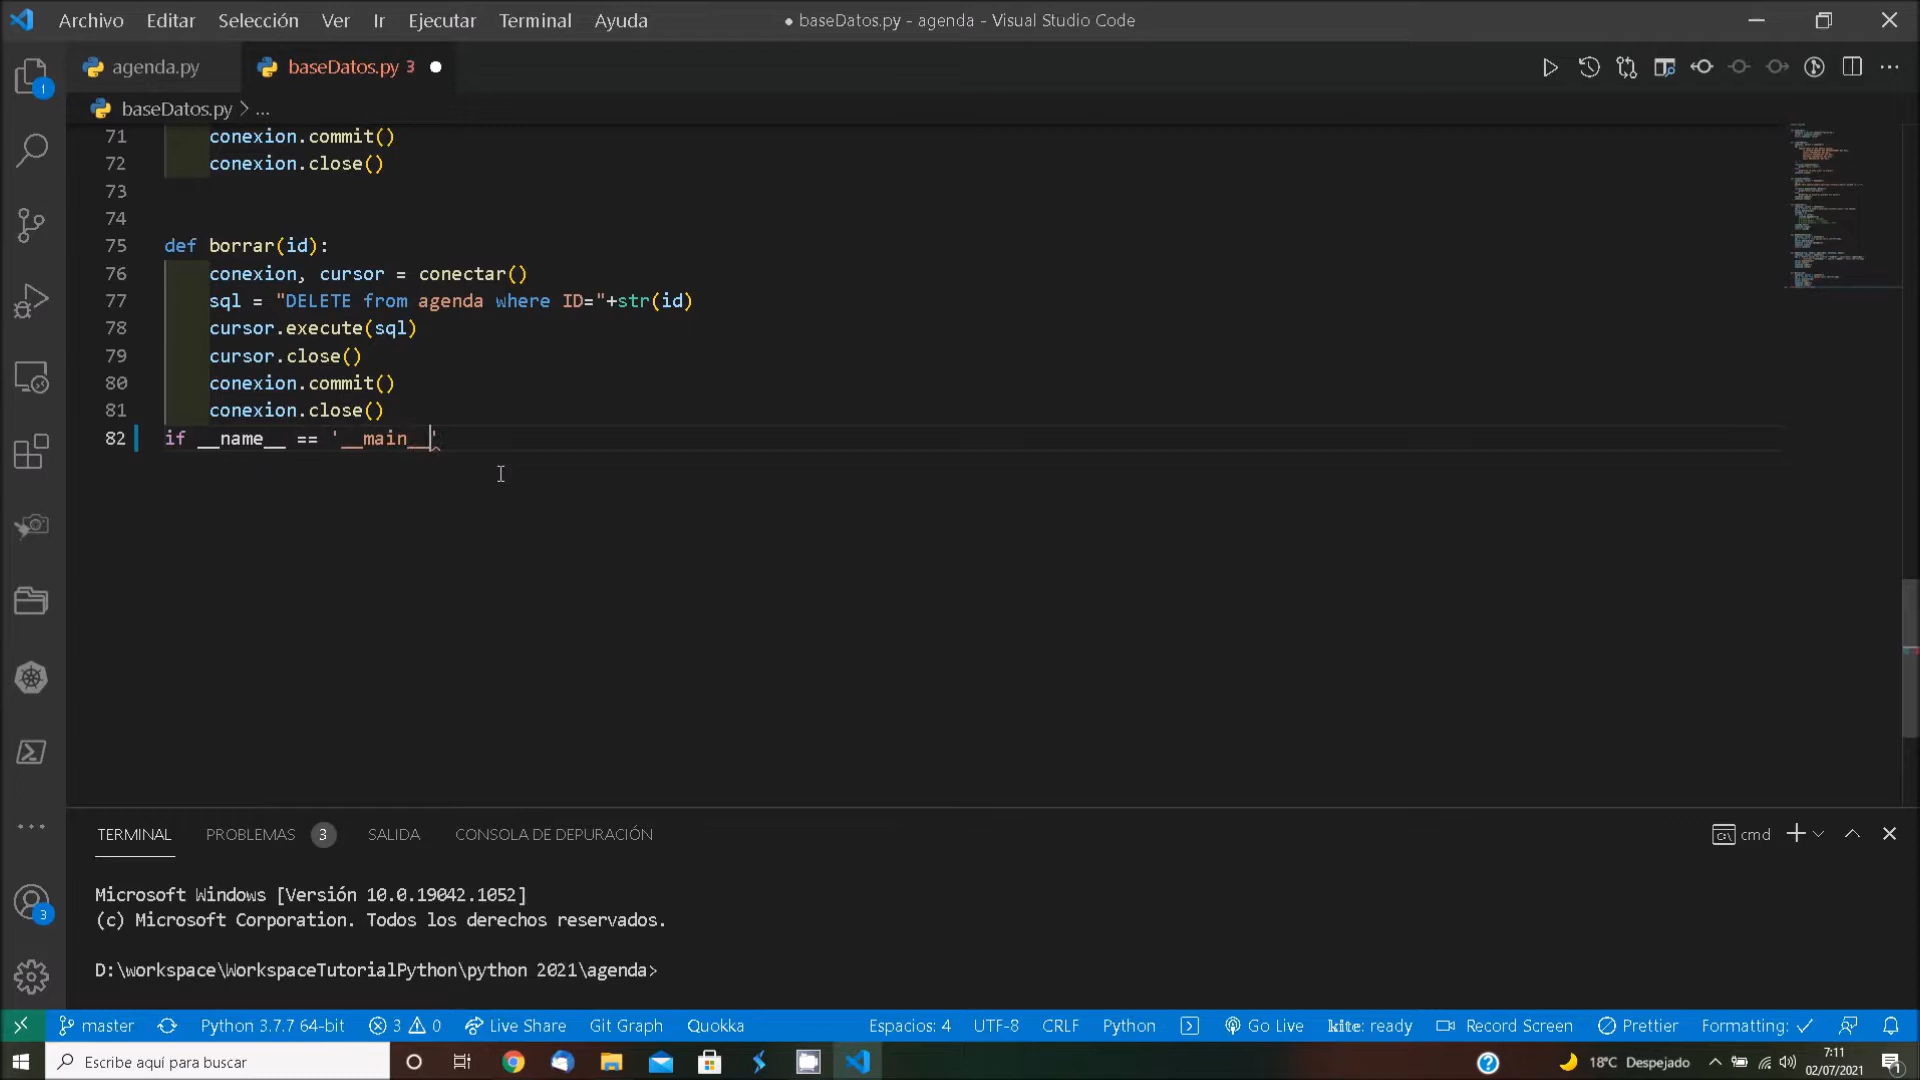 Archivo Editar Selección Ver Ir Ejecutar Terminal Ayuda ● baseDatos.py - agenda - Visual Studio Code
agenda.py baseDatos.py 3
baseDatos.py > ...
71 conexion.commit()
72 conexion.close()
73
74
75 def borrar(id):
76 conexion, cursor = conectar()
77 sql = "DELETE from agenda where ID="+str(id)
78 cursor.execute(sql)
79 cursor.close()
80 conexion.commit()
81 conexion.close()
82 if __name__ == '__main__'
1
3
TERMINAL PROBLEMAS 3 SALIDA CONSOLA DE DEPURACIÓN cmd
Microsoft Windows [Versión 10.0.19042.1052]
(c) Microsoft Corporation. Todos los derechos reservados.
D:\workspace\WorkspaceTutorialPython\python 2021\agenda>
master Python 3.7.7 64-bit 3 0 Live Share Git Graph Quokka Espacios: 4 UTF-8 CRLF Python Go Live kite: ready Record Screen Prettier Formatting: ✓
Escribe aquí para buscar 18°C Despejado 7:11
02/07/2021 1